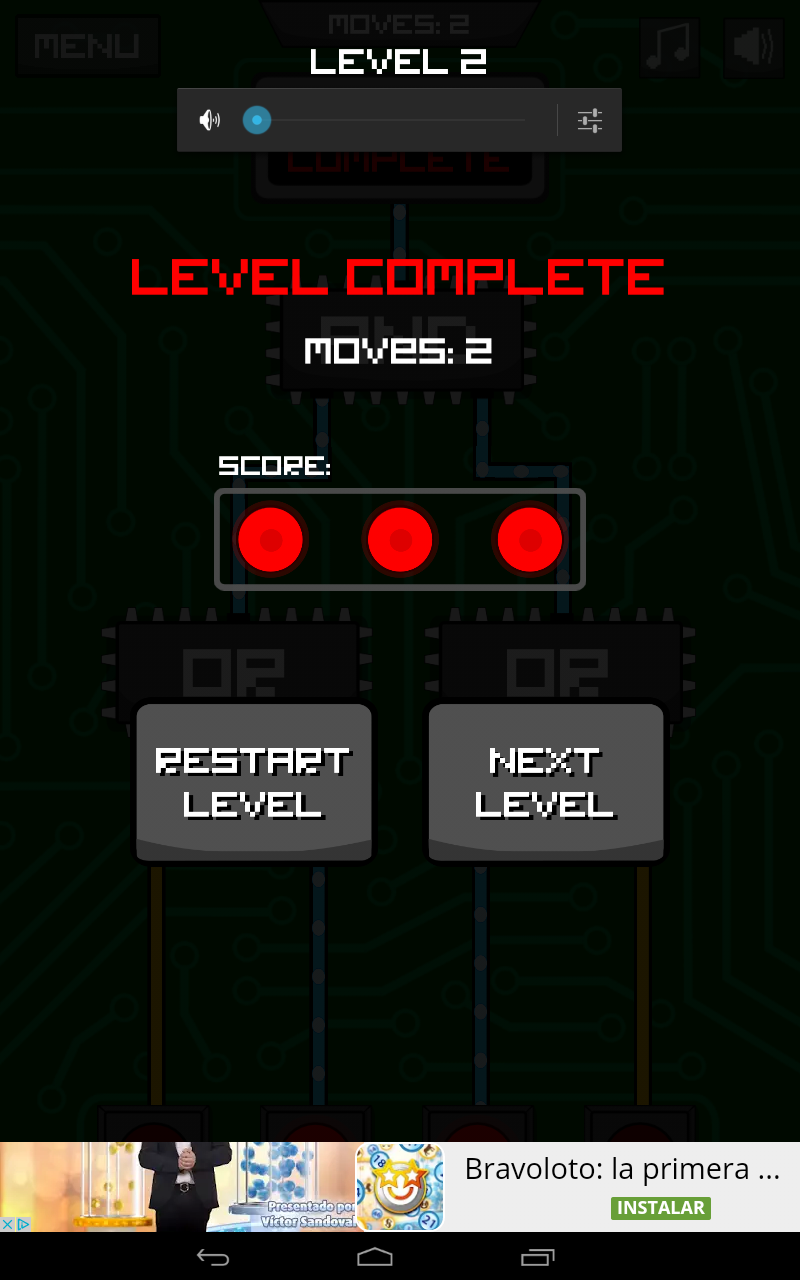 MENU
MOVES: 2
LEVEL 2
COMPLETE
LEVEL COMPLETE
AND
MOVES: 2
SCORE:
OR
OR
RESTART
LEVEL
NEXT
LEVEL
Presentado por
Víctor Sandoval
Bravoloto: la primera ...
INSTALAR